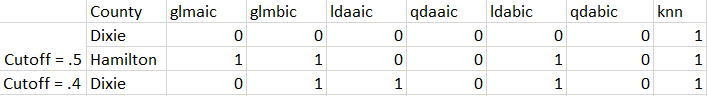 County glmaic glmbic ldaaic qdaaic ldabic qdabic knn
Dixie 0 0 0 0 0 0 1
Cutoff = .5 Hamilton 1 1 0 0 1 0 1
Cutoff = .4 Dixie 0 1 1 0 1 0 1